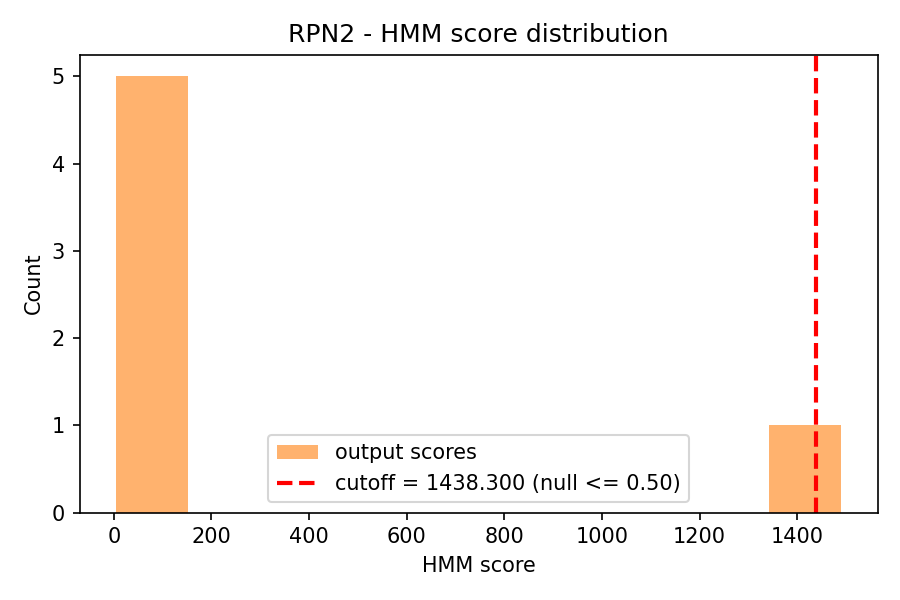 RPN2 - HMM score distribution
Count
5
4
3
2
1
0
output scores
cutoff = 1438.300 (null <= 0.50)
0 200 400 600 800 1000 1200 1400
HMM score